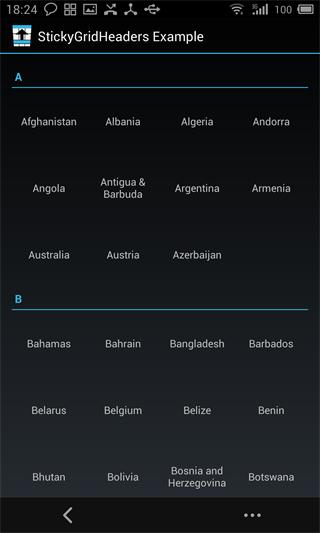 18:24 100
StickyGridHeaders Example
A
Afghanistan Albania Algeria Andorra
Angola Antigua & Barbuda Argentina Armenia
Australia Austria Azerbaijan
B
Bahamas Bahrain Bangladesh Barbados
Belarus Belgium Belize Benin
Bhutan Bolivia Bosnia and Herzegovina Botswana